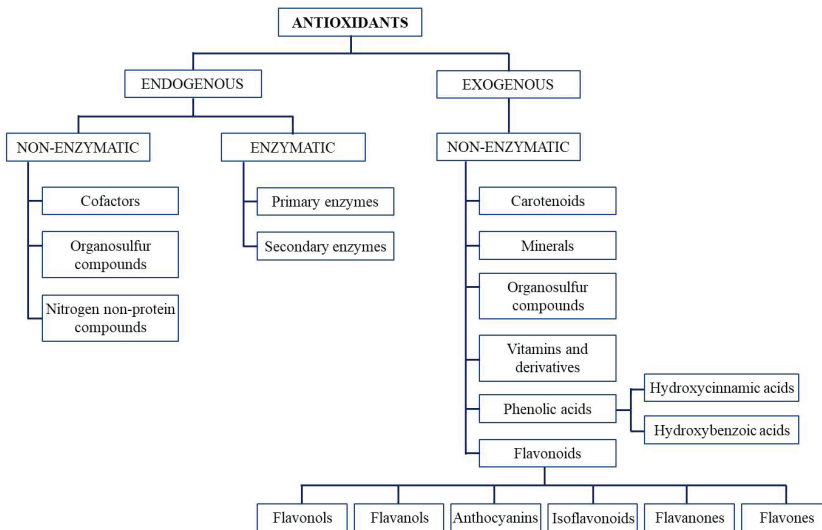 ANTIOXIDANTS
ENDOGENOUS
EXOGENOUS
NON-ENZYMATIC
ENZYMATIC
NON-ENZYMATIC
Cofactors
Organosulfur
compounds
Nitrogen non-protein
compounds
Primary enzymes
Secondary enzymes
Carotenoids
Minerals
Organosulfur
compounds
Vitamins and
derivatives
Phenolic acids
Hydroxycinnamic acids
Hydroxybenzoic acids
Flavonoids
Flavonols
Flavanols
Anthocyanins
Isoflavonoids
Flavanones
Flavones